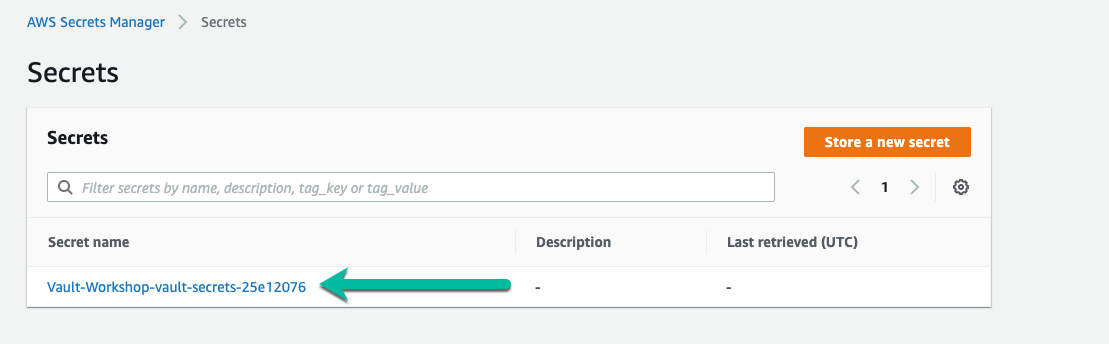 AWS Secrets Manager > Secrets
Secrets
Secrets
Store a new secret
Filter secrets by name, description, tag_key or tag_value
1
Secret name Description Last retrieved (UTC)
Vault-Workshop-vault-secrets-25e12076 - -